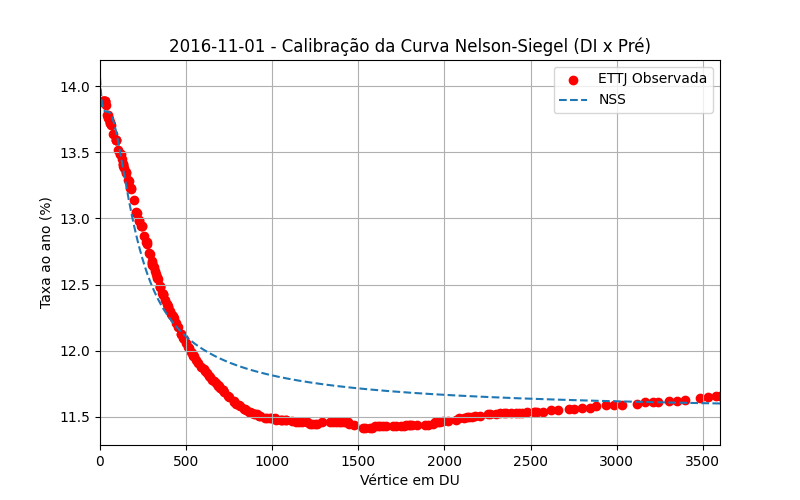 2016-11-01 - Calibração da Curva Nelson-Siegel (DI x Pré)
ETTJ Observada
NSS
14.0
13.5
13.0
12.5
12.0
11.5
Taxa ao ano (%)
0 500 1000 1500 2000 2500 3000 3500
Vértice em DU